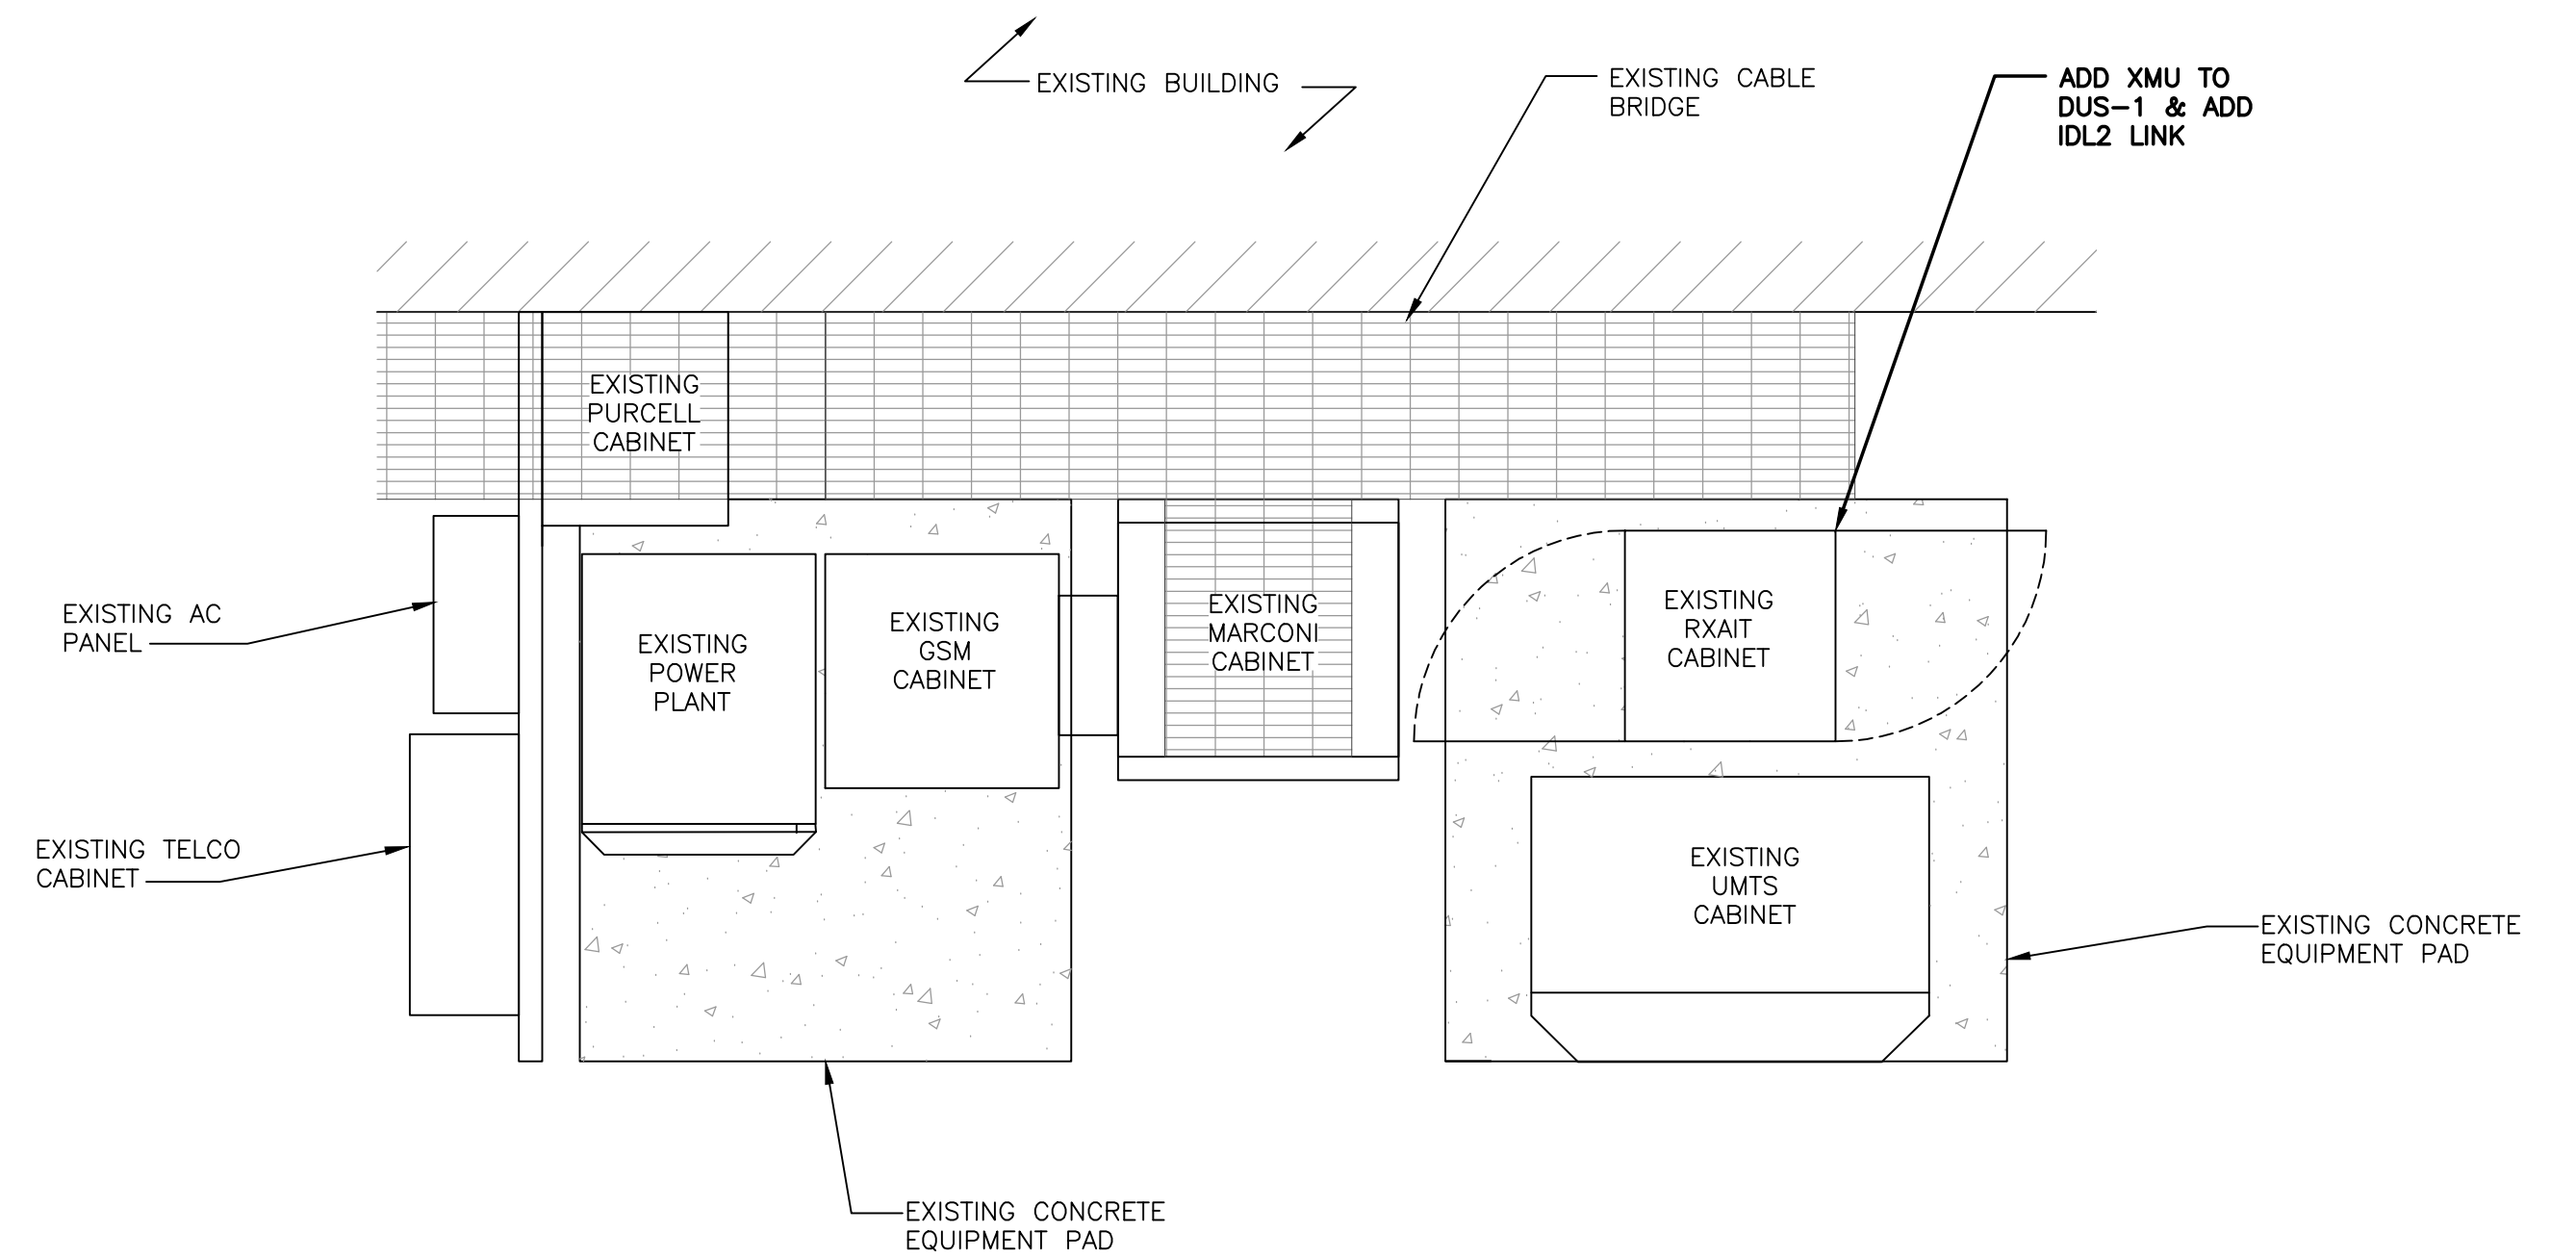 EXISTING BUILDING
EXISTING CABLE
BRIDGE
ADD XMU TO
DUS-1 & ADD
IDL2 LINK
EXISTING
PURCELL
CABINET
EXISTING AC
PANEL
EXISTING
POWER
PLANT
EXISTING
GSM
CABINET
EXISTING
MARCONI
CABINET
EXISTING
RXAIT
CABINET
EXISTING TELCO
CABINET
EXISTING
UMTS
CABINET
EXISTING CONCRETE
EQUIPMENT PAD
EXISTING CONCRETE
EQUIPMENT PAD